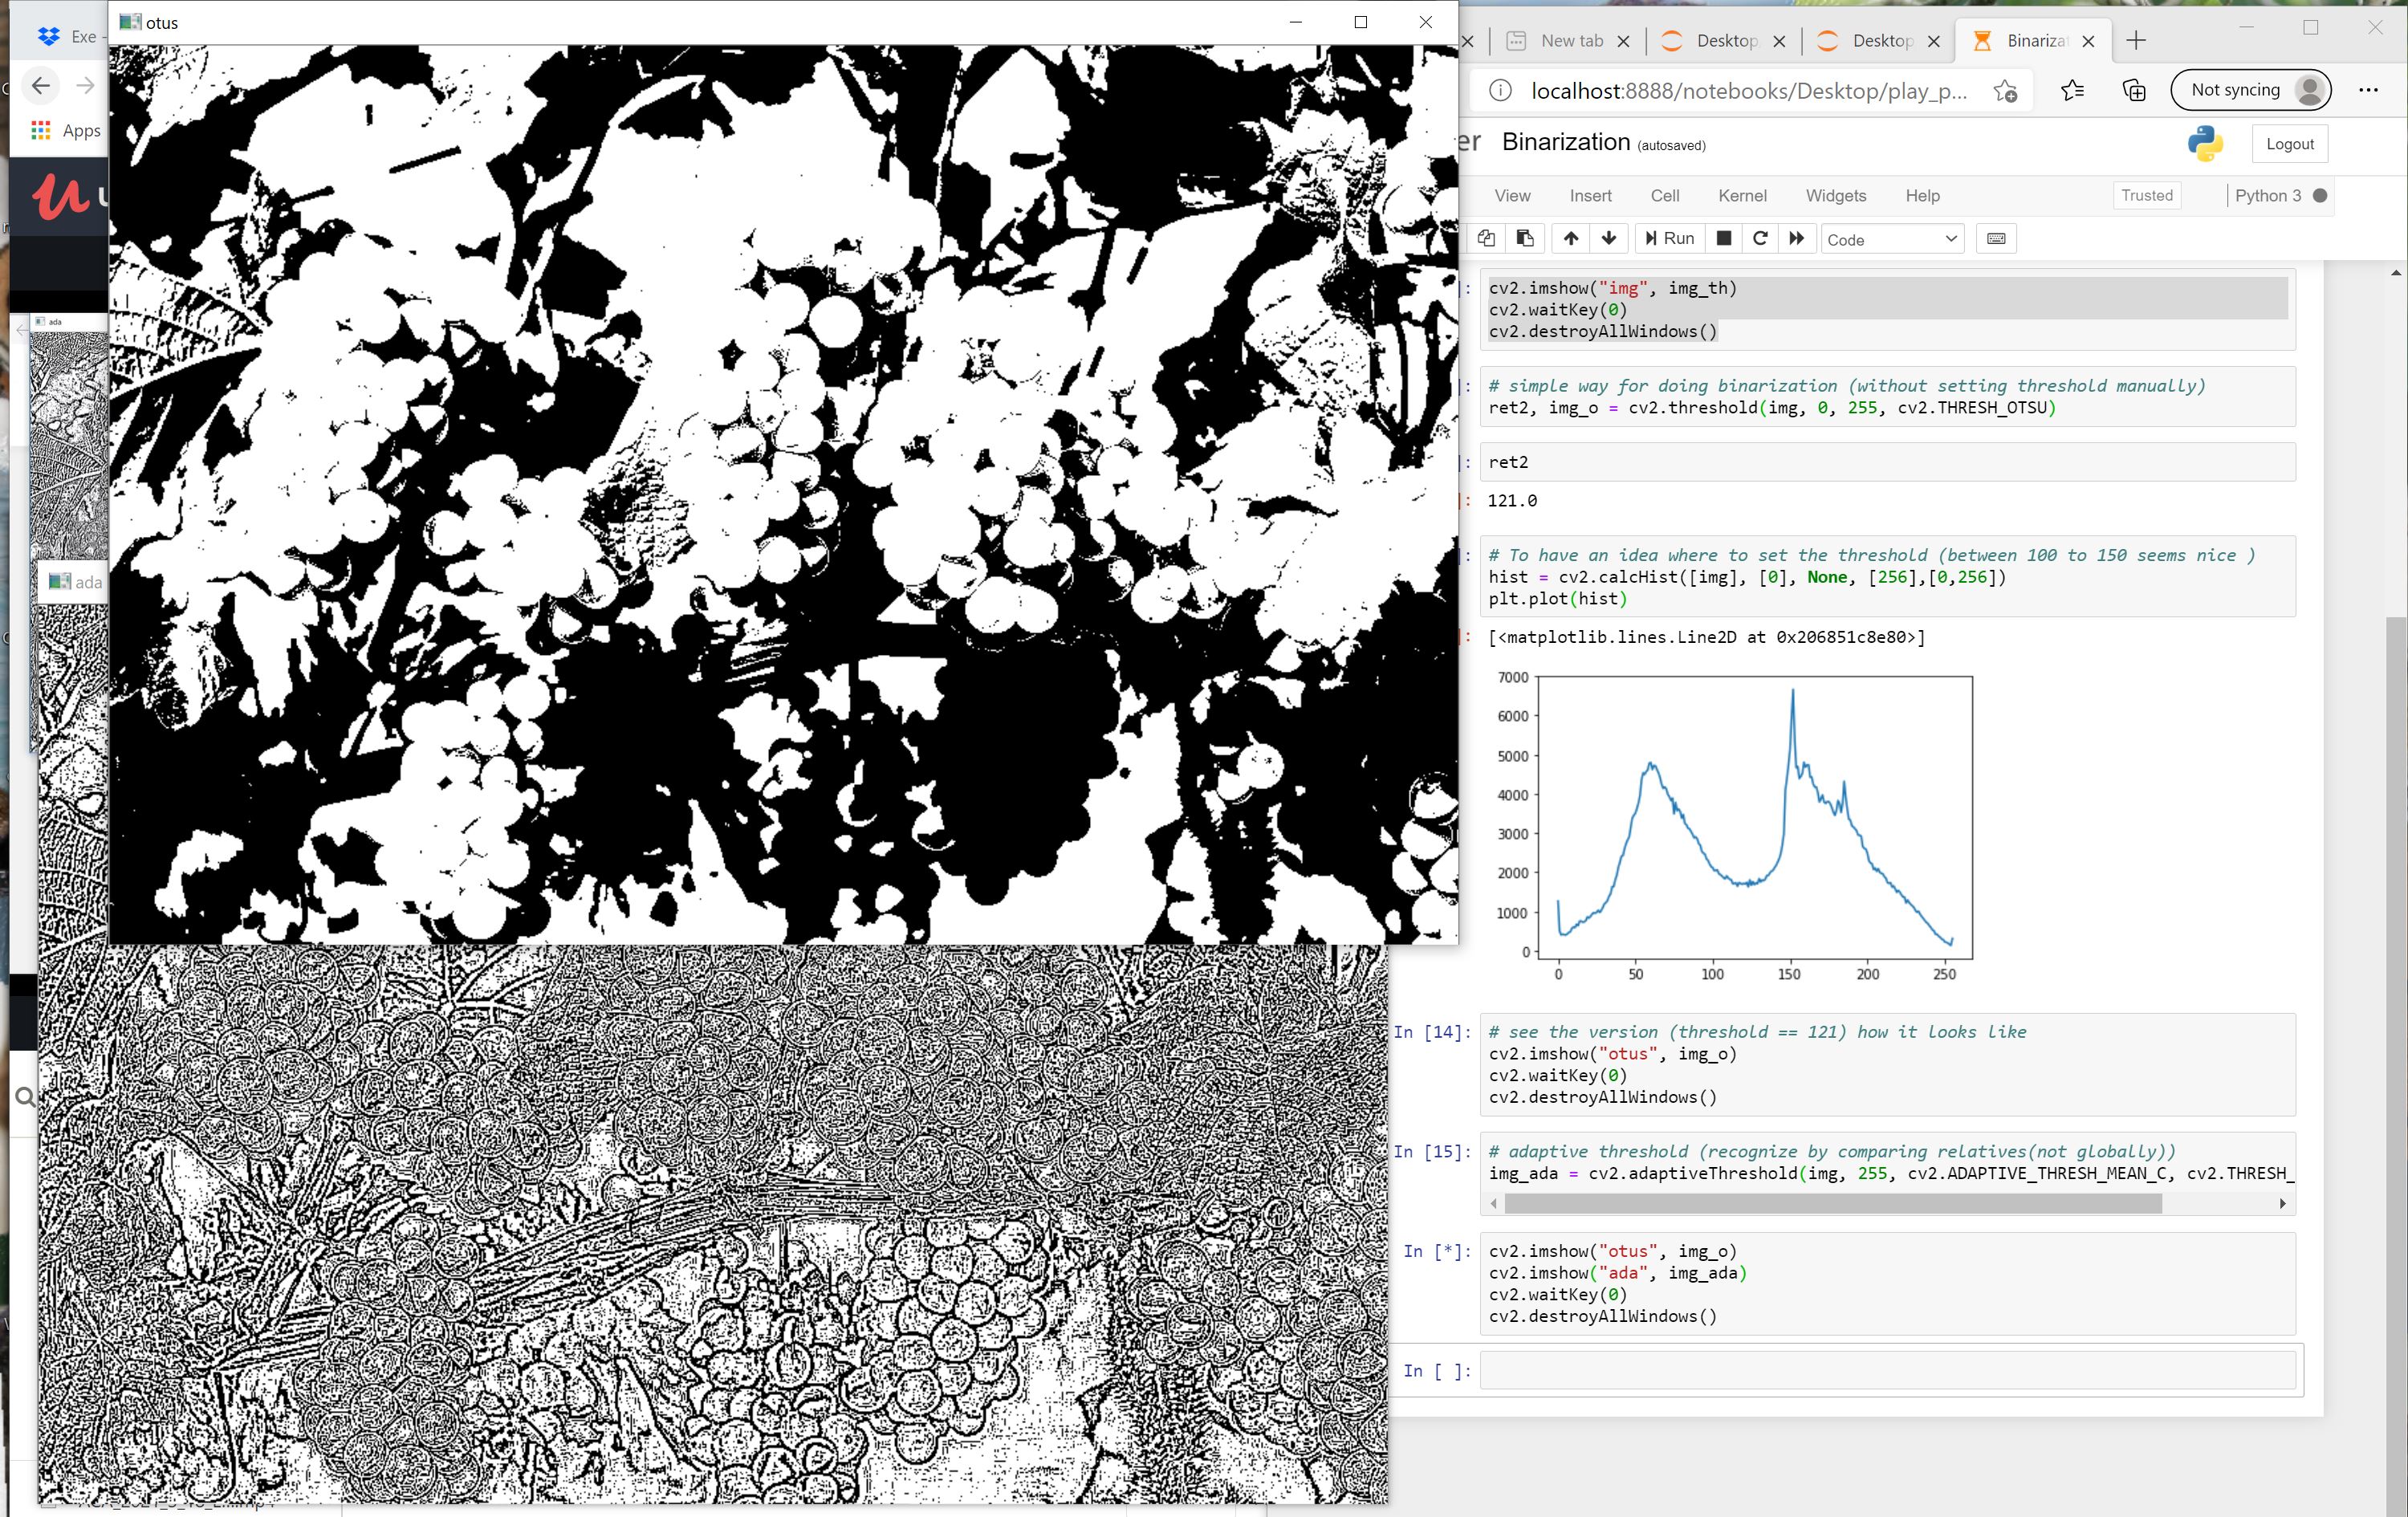 otus
Exe -
Apps
ada
ada
New tab
Desktop
Desktop
Binariza
localhost:8888/notebooks/Desktop/play_p...
Not syncing
er Binarization (autosaved)
Logout
View Insert Cell Kernel Widgets Help
Trusted
Python 3
Run
Code
]: cv2.imshow("img", img_th)
cv2.waitKey(0)
cv2.destroyAllWindows()
]: # simple way for doing binarization (without setting threshold manually)
ret2, img_o = cv2.threshold(img, 0, 255, cv2.THRESH_OTSU)
]: ret2
]: 121.0
]: # To have an idea where to set the threshold (between 100 to 150 seems nice )
hist = cv2.calcHist([img], [0], None, [256],[0,256])
plt.plot(hist)
]: [<matplotlib.lines.Line2D at 0x206851c8e80>]
7000
6000
5000
4000
3000
2000
1000
0
0 50 100 150 200 250
In [14]: # see the version (threshold == 121) how it looks like
cv2.imshow("otus", img_o)
cv2.waitKey(0)
cv2.destroyAllWindows()
In [15]: # adaptive threshold (recognize by comparing relatives(not globally))
img_ada = cv2.adaptiveThreshold(img, 255, cv2.ADAPTIVE_THRESH_MEAN_C, cv2.THRESH_
In [*]: cv2.imshow("otus", img_o)
cv2.imshow("ada", img_ada)
cv2.waitKey(0)
cv2.destroyAllWindows()
In [ ]: